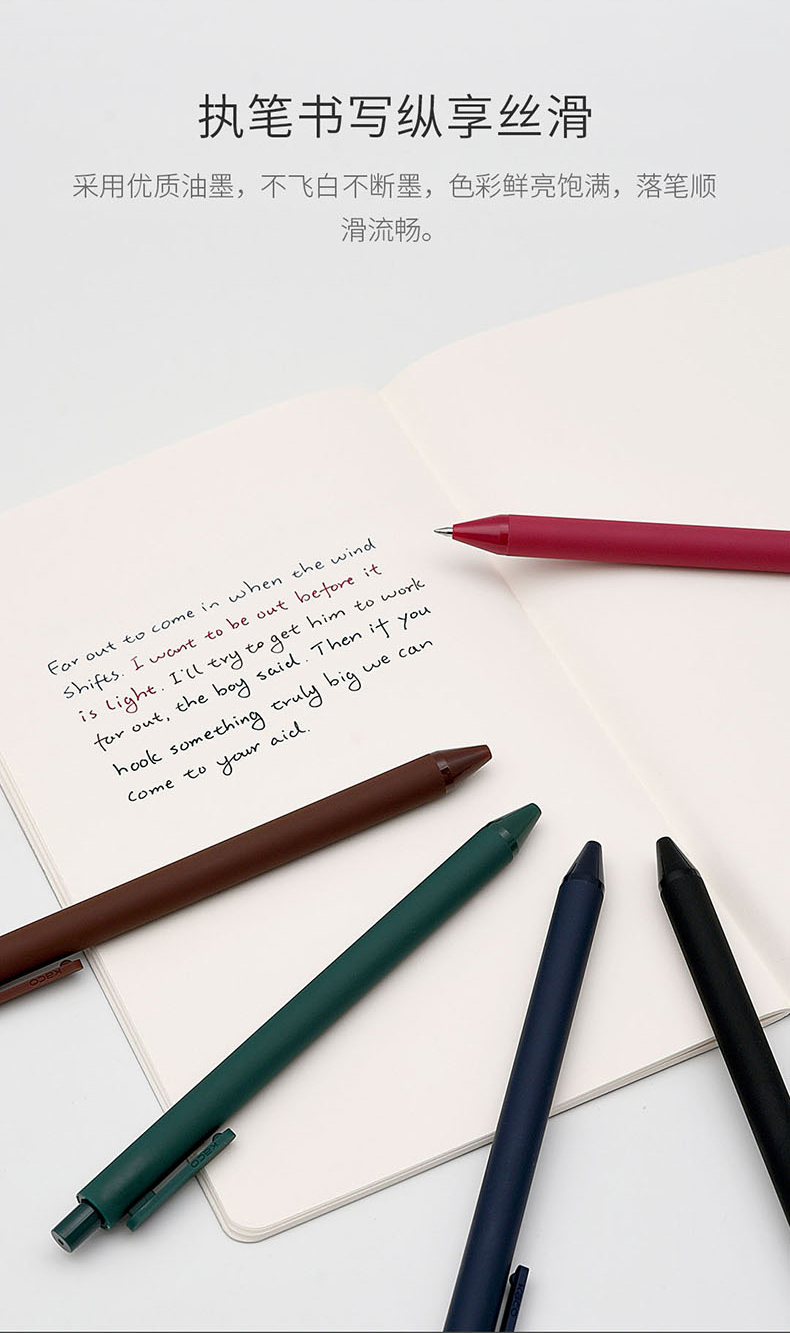 执笔书写纵享丝滑
采用优质油墨，不飞白不断墨，色彩鲜亮饱满，落笔顺
滑流畅。
Far out to come in when the wind
shifts. I want to be out before it
is light. I'll try to get him to work
far out, the boy said. Then if you
hook something truly big we can
come to your aid.
kaco
kaco
kaco